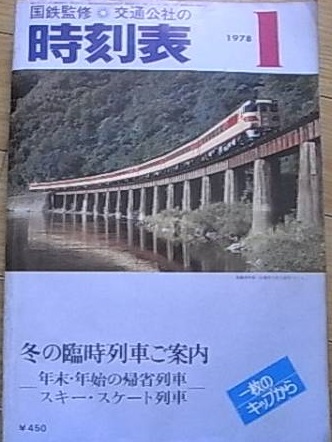 国鉄監修 交通公社の
時刻表
1978
1
冬の臨時列車ご案内
年末・年始の帰省列車
スキー・スケート列車
一枚の
キップから
¥450